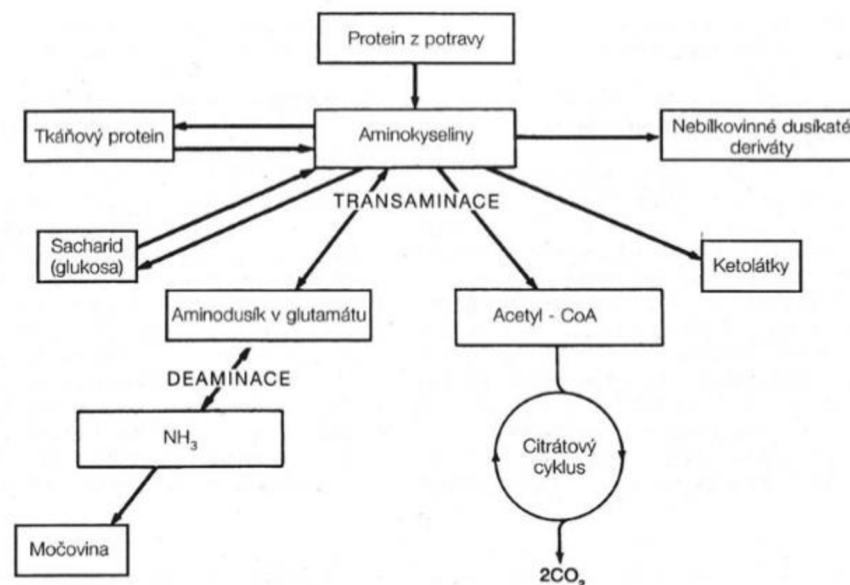 Protein z potravy
Tkáňový protein
Aminokyseliny
Nebílkovinné dusíkaté
deriváty
TRANSAMINACE
Sacharid
(glukosa)
Ketolátky
Aminodusík v glutamátu
Acetyl - CoA
DEAMINACE
NH₃
Citrátový
cyklus
Močovina
2CO₂